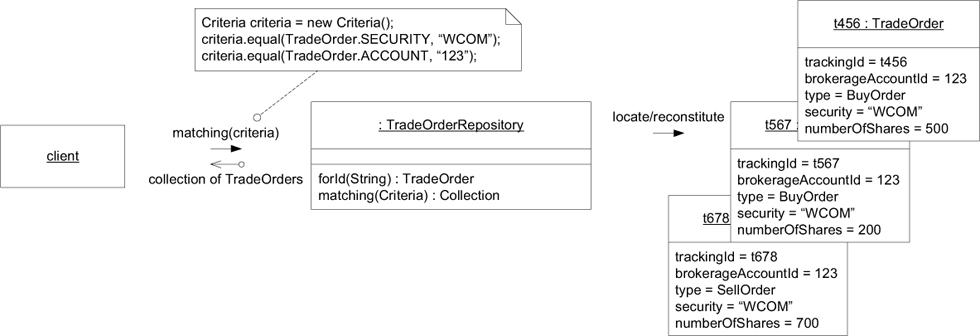 Criteria criteria = new Criteria();
criteria.equal(TradeOrder.SECURITY, “WCOM”);
criteria.equal(TradeOrder.ACCOUNT, “123”);
client
matching(criteria)
collection of TradeOrders
: TradeOrderRepository
forId(String) : TradeOrder
matching(Criteria) : Collection
locate/reconstitute
t456 : TradeOrder
trackingId = t456
brokerageAccountId = 123
type = BuyOrder
security = “WCOM”
numberOfShares = 500
t567 :
trackingId = t567
brokerageAccountId = 123
type = BuyOrder
security = “WCOM”
numberOfShares = 200
t678
trackingId = t678
brokerageAccountId = 123
type = SellOrder
security = “WCOM”
numberOfShares = 700